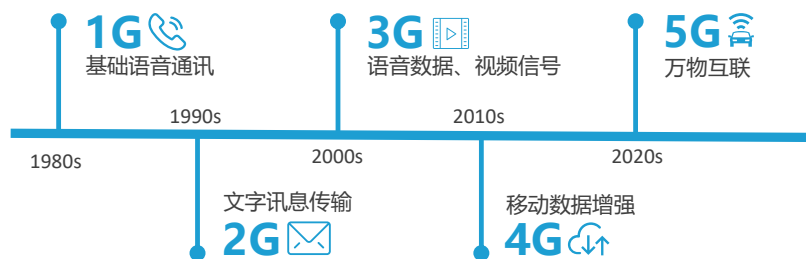 1G
基础语音通讯
3G
语音数据、视频信号
5G
万物互联
1990s
2010s
1980s
2000s
2020s
文字讯息传输
2G
移动数据增强
4G